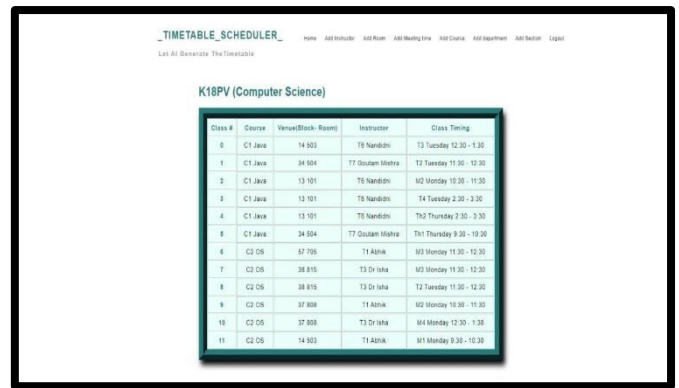 _TIMETABLE_SCHEDULER_
Home Add Instructor Add Room Add Meeting time Add Course Add department Add Section Logout
Let AI Generate TheTimetable
K18PV (Computer Science)
Class # Course Venue(Block- Room) Instructor Class Timing
0 C1 Java 14 503 T6 Nandidni T3 Tuesday 12:30 - 1:30
1 C1 Java 34 504 T7 Goutam Mishra T2 Tuesday 11:30 - 12:30
2 C1 Java 13 101 T6 Nandidni M2 Monday 10:30 - 11:30
3 C1 Java 13 101 T6 Nandidni T4 Tuesday 2:30 - 3:30
4 C1 Java 13 101 T6 Nandidni Th2 Thursday 2:30 - 3:30
5 C1 Java 34 504 T7 Goutam Mishra Th1 Thursday 9:30 - 10:30
6 C2 OS 57 705 T1 Abhik M3 Monday 11:30 - 12:30
7 C2 OS 38 815 T3 Dr Isha M3 Monday 11:30 - 12:30
8 C2 OS 38 815 T3 Dr Isha T2 Tuesday 11:30 - 12:30
9 C2 OS 37 808 T1 Abhik M2 Monday 10:30 - 11:30
10 C2 OS 37 808 T3 Dr Isha M4 Monday 12:30 - 1:30
11 C2 OS 14 503 T1 Abhik M1 Monday 9:30 - 10:30